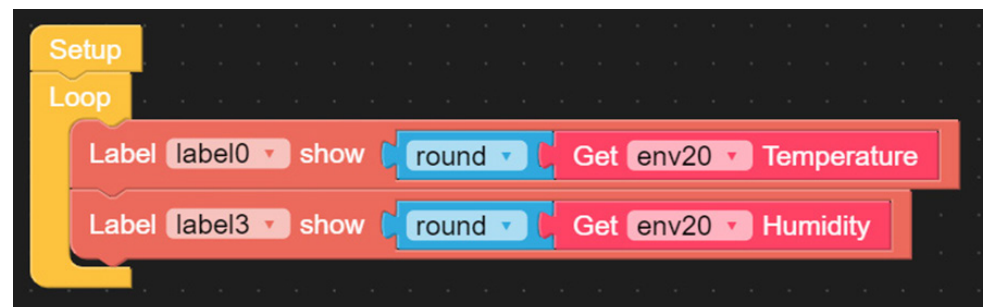 Setup
Loop
Label label0 show round Get env20 Temperature
Label label3 show round Get env20 Humidity